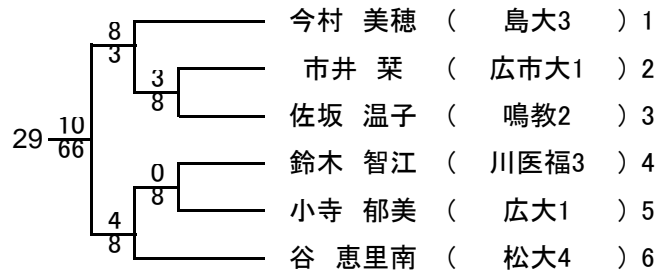 今村 美穂 ( 島大3 ) 1
8
3
市井 栞 ( 広市大1 ) 2
3
8
佐坂 温子 ( 鳴教2 ) 3
29
10
66
鈴木 智江 ( 川医福3 ) 4
0
8
小寺 郁美 ( 広大1 ) 5
4
8
谷 恵里南 ( 松大4 ) 6